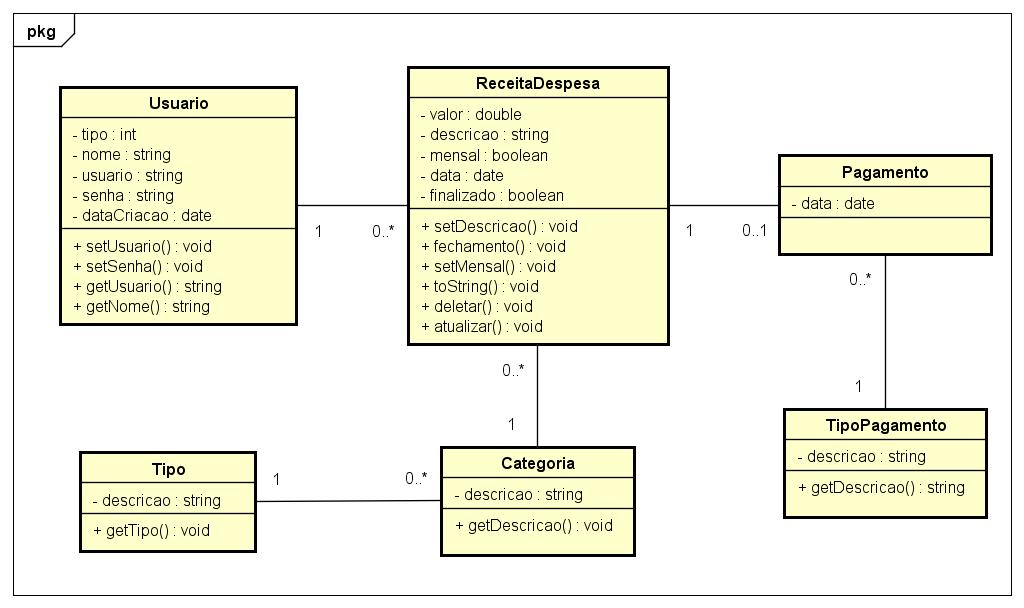 pkg
Usuario
- tipo : int
- nome : string
- usuario : string
- senha : string
- dataCriacao : date
+ setUsuario() : void
+ setSenha() : void
+ getUsuario() : string
+ getNome() : string
1
0..*
ReceitaDespesa
- valor : double
- descricao : string
- mensal : boolean
- data : date
- finalizado : boolean
+ setDescricao() : void
+ fechamento() : void
+ setMensal() : void
+ toString() : void
+ deletar() : void
+ atualizar() : void
1
0..1
Pagamento
- data : date
0..*
1
TipoPagamento
- descricao : string
+ getDescricao() : string
0..*
1
Categoria
- descricao : string
+ getDescricao() : void
Tipo
- descricao : string
+ getTipo() : void
1
0..*